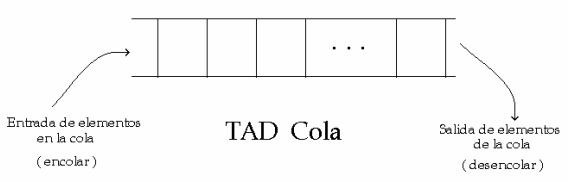 . . .
Entrada de elementos
en la cola
( encolar )
TAD Cola
Salida de elementos
de la cola
( desencolar )